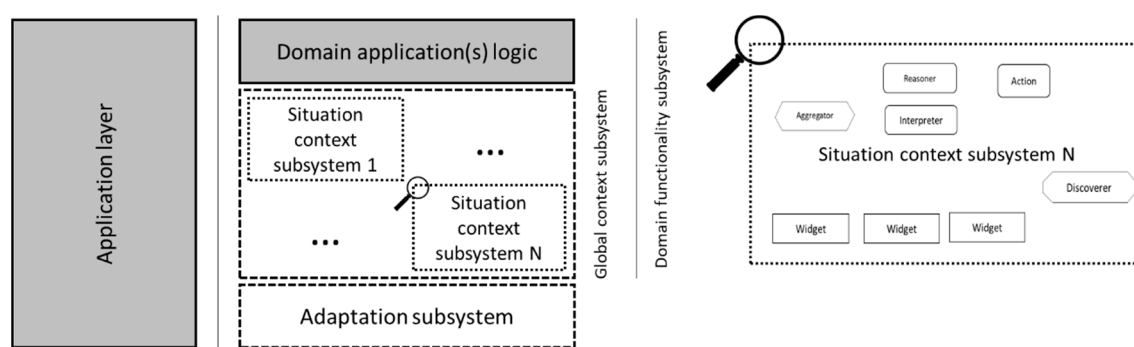 Application layer
Domain application(s) logic
Situation
context
subsystem 1
...
...
Situation
context
subsystem N
Adaptation subsystem
Global context subsystem
Domain functionality subsystem
Reasoner
Action
Aggregator
Interpreter
Situation context subsystem N
Discoverer
Widget
Widget
Widget